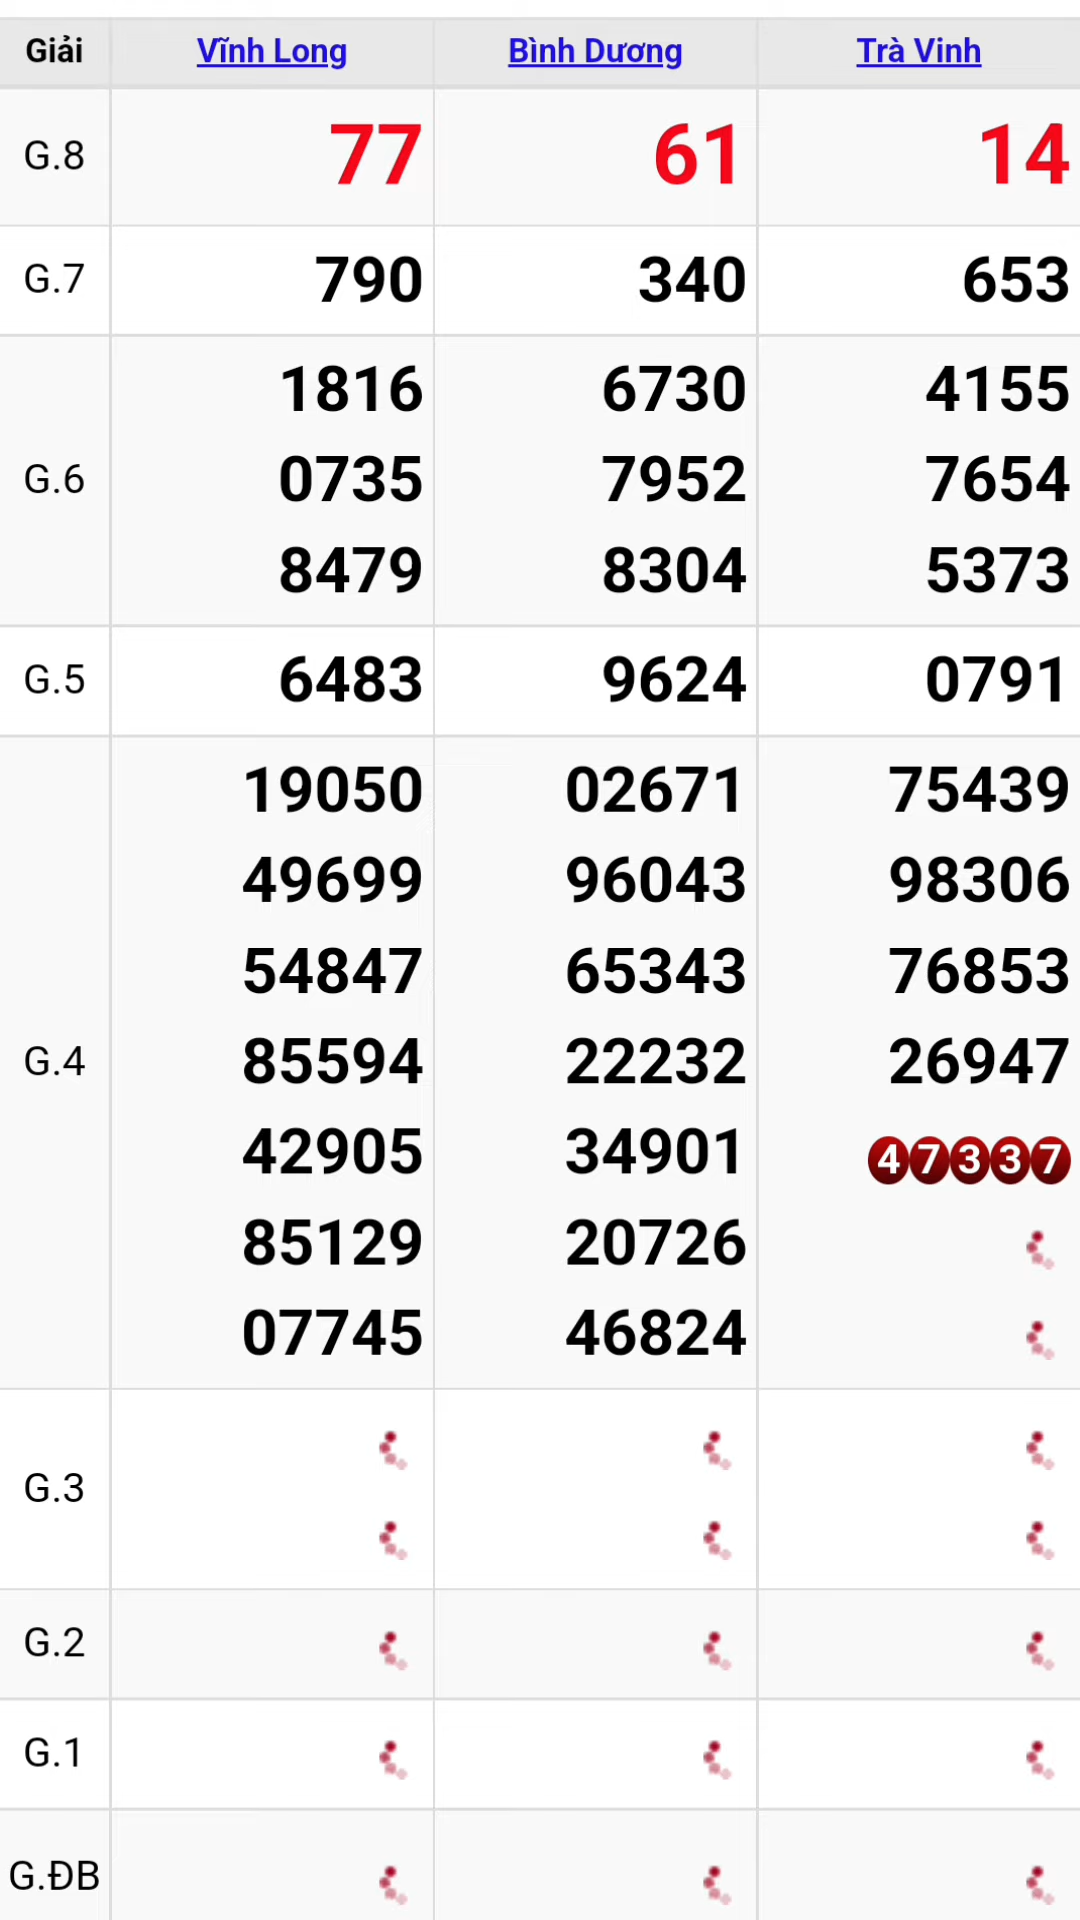 Giải Vĩnh Long Bình Dương Trà Vinh
G.8 77 61 14
G.7 790 340 653
G.6 1816 6730 4155
0735 7952 7654
8479 8304 5373
G.5 6483 9624 0791
G.4 19050 02671 75439
49699 96043 98306
54847 65343 76853
85594 22232 26947
42905 34901 47337
85129 20726
07745 46824
G.3
G.2
G.1
G.ĐB